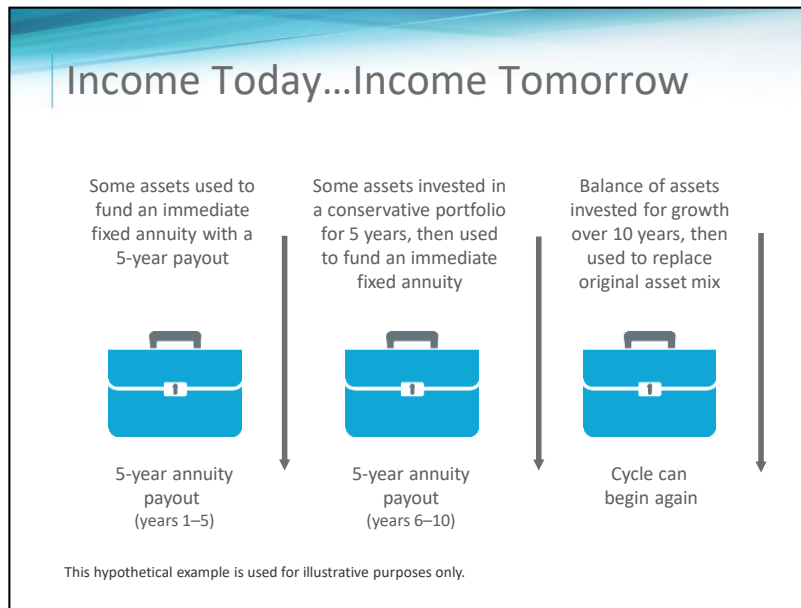 Income Today…Income Tomorrow
Some assets used to
fund an immediate
fixed annuity with a
5-year payout
5-year annuity
payout
(years 1–5)
Some assets invested in
a conservative portfolio
for 5 years, then used
to fund an immediate
fixed annuity
5-year annuity
payout
(years 6–10)
Balance of assets
invested for growth
over 10 years, then
used to replace
original asset mix
Cycle can
begin again
This hypothetical example is used for illustrative purposes only.